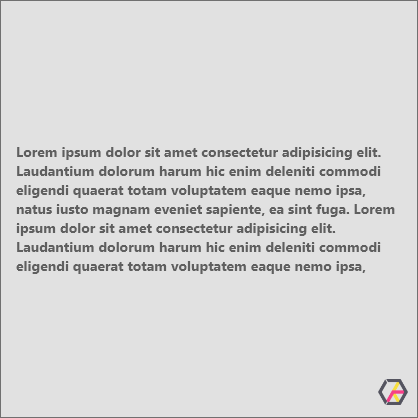 Lorem ipsum dolor sit amet consectetur adipisicing elit.
Laudantium dolorum harum hic enim deleniti commodi
eligendi quaerat totam voluptatem eaque nemo ipsa,
natus iusto magnam eveniet sapiente, ea sint fuga. Lorem
ipsum dolor sit amet consectetur adipisicing elit.
Laudantium dolorum harum hic enim deleniti commodi
eligendi quaerat totam voluptatem eaque nemo ipsa,